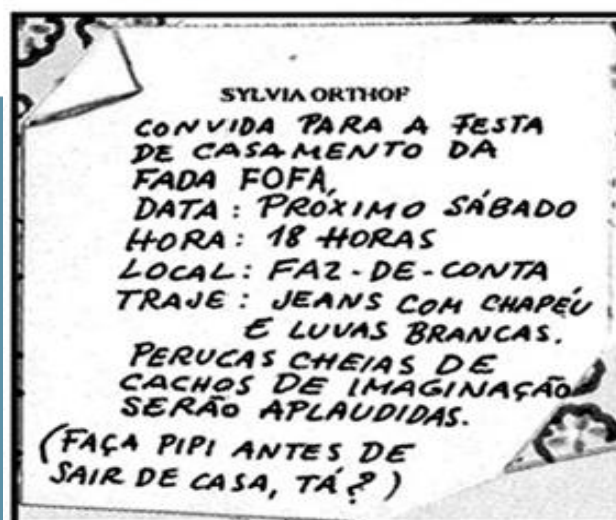 SYLVIA ORTHOF
CONVIDA PARA A FESTA
DE CASAMENTO DA
FADA FOFA,
DATA: PRÓXIMO SÁBADO
HORA: 18 HORAS
LOCAL: FAZ-DE-CONTA
TRAJE: JEANS COM CHAPÉU
E LUVAS BRANCAS.
PERUCAS CHEIAS DE
CACHOS DE IMAGINAÇÃO
SERÃO APLAUDIDAS.
(FAÇA PIPI ANTES DE
SAIR DE CASA, TÁ?)